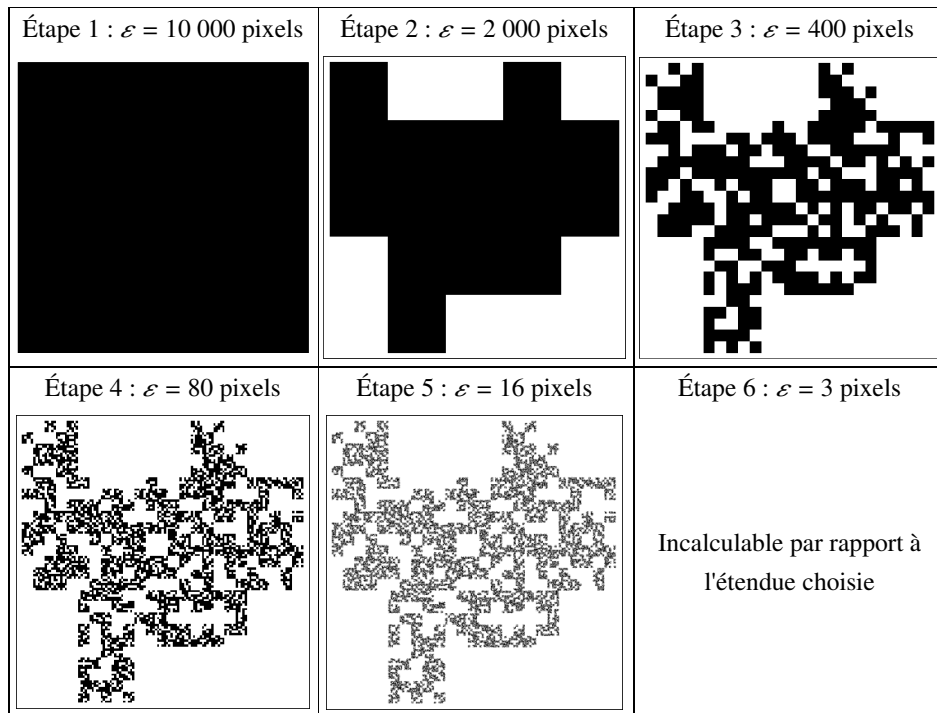 Étape 1 : ε = 10 000 pixels
Étape 2 : ε = 2 000 pixels
Étape 3 : ε = 400 pixels
Étape 4 : ε = 80 pixels
Étape 5 : ε = 16 pixels
Étape 6 : ε = 3 pixels
Incalculable par rapport à
l'étendue choisie